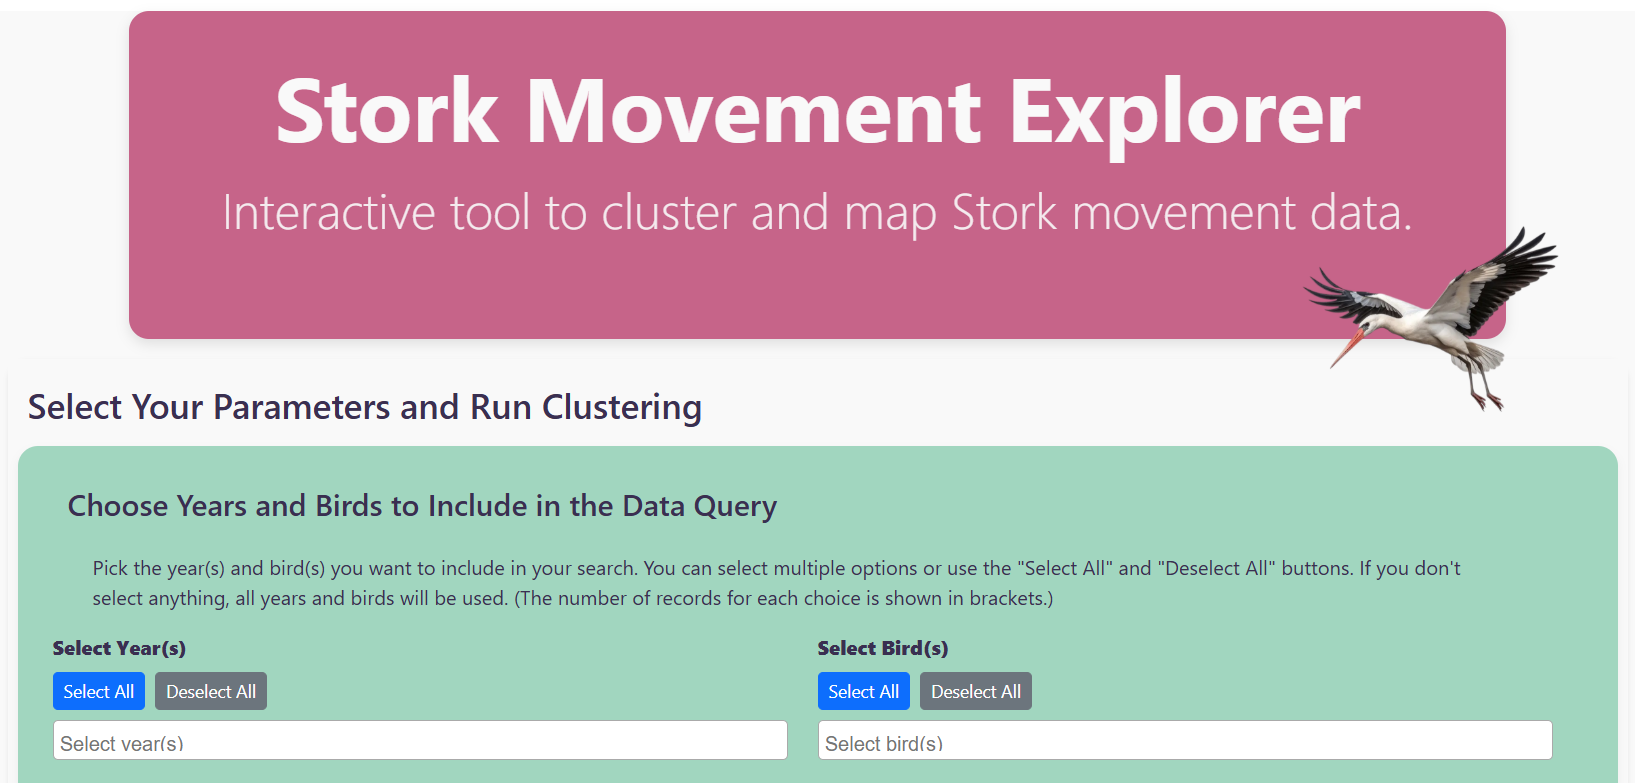 Stork Movement Explorer
Interactive tool to cluster and map Stork movement data.
Select Your Parameters and Run Clustering
Choose Years and Birds to Include in the Data Query
Pick the year(s) and bird(s) you want to include in your search. You can select multiple options or use the "Select All" and "Deselect All" buttons. If you don't
select anything, all years and birds will be used. (The number of records for each choice is shown in brackets.)
Select Year(s)
Select All Deselect All
Select year(s)
Select Bird(s)
Select All Deselect All
Select bird(s)